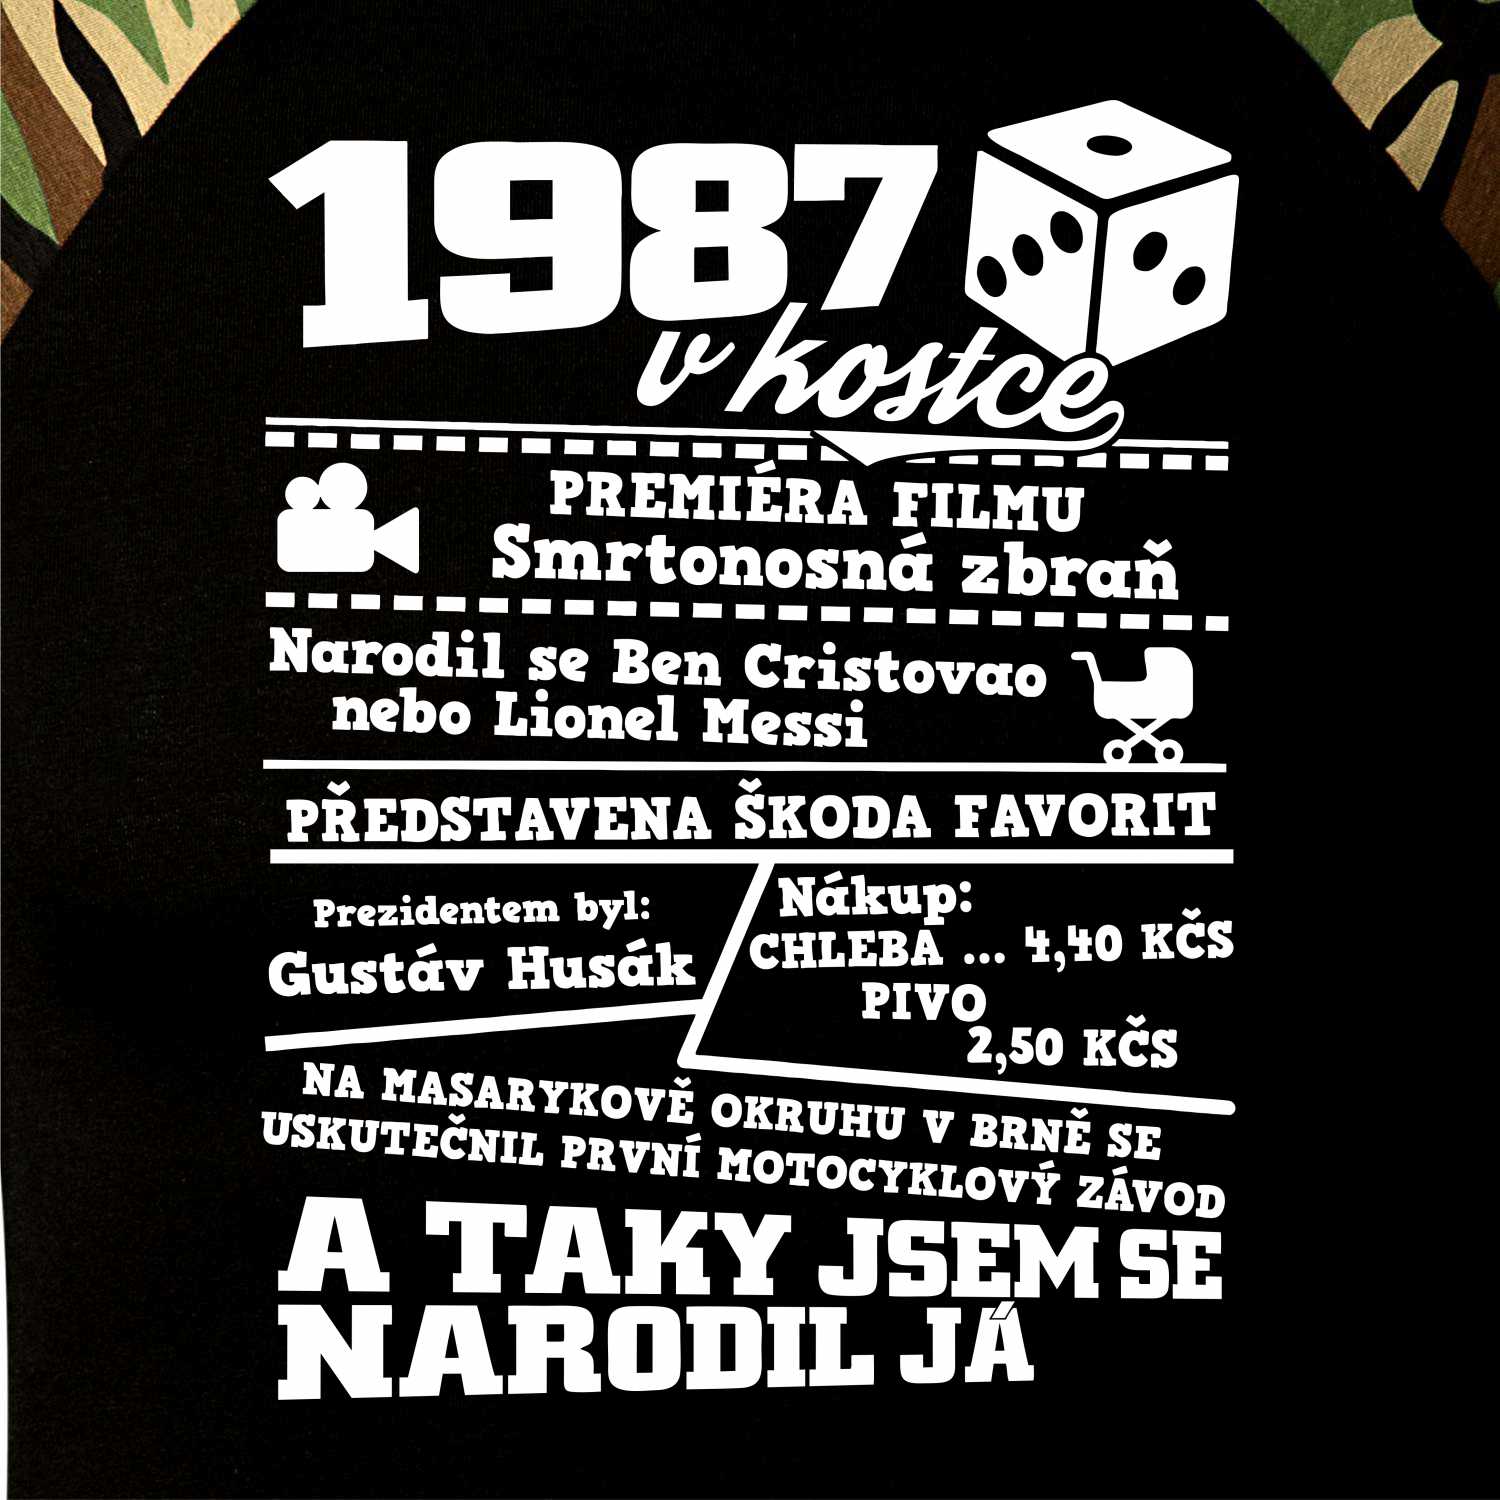 1987
v kostce
PREMIÉRA FILMU
Smrtonosná zbraň
Narodil se Ben Cristovao
nebo Lionel Messi
PŘEDSTAVENA ŠKODA FAVORIT
Prezidentem byl:
Gustáv Husák
Nákup:
CHLEBA ... 4,40 KČS
PIVO
2,50 KČS
NA MASARYKOVĚ OKRUHU V BRNĚ SE
USKUTEČNIL PRVNÍ MOTOCYKLOVÝ ZÁVOD
A TAKY JSEM SE
NARODIL JÁ